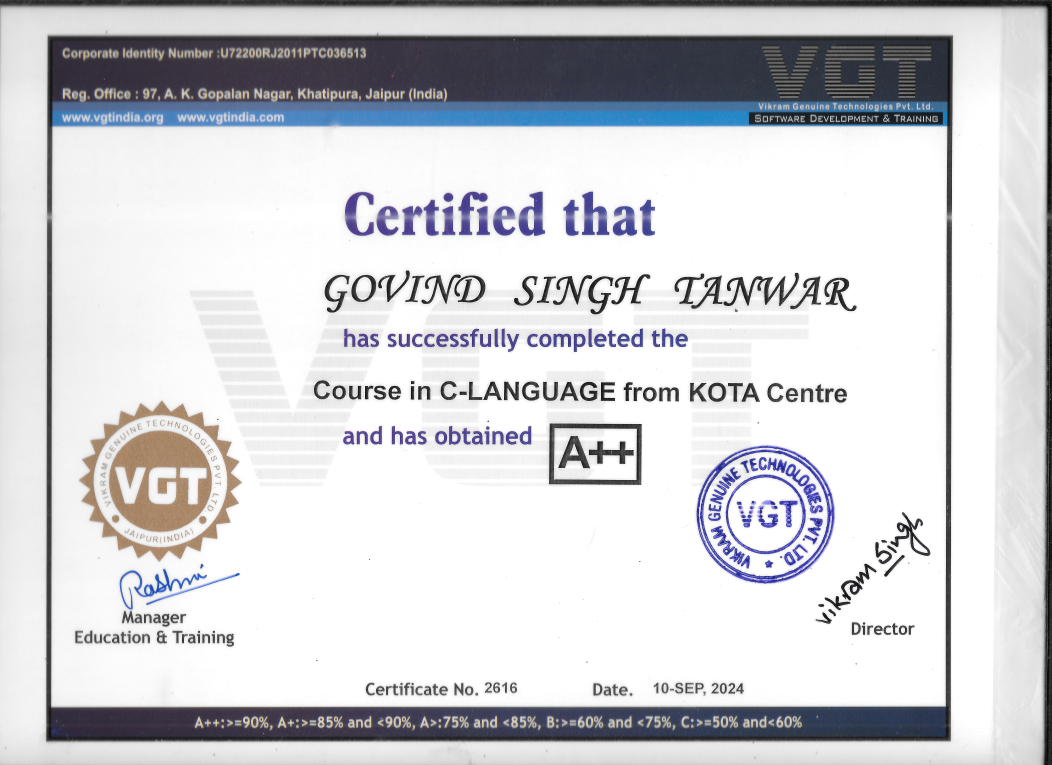 Corporate Identity Number :U72200RJ2011PTC036513
Reg. Office : 97, A. K. Gopalan Nagar, Khatipura, Jaipur (India)
www.vgtindia.org www.vgtindia.com
VGT
Vikram Genuine Technologies Pvt. Ltd.
SOFTWARE DEVELOPMENT & TRAINING
Certified that
GOVIND SINGH TANWAR
has successfully completed the
Course in C-LANGUAGE from KOTA Centre
and has obtained A++
VGT
VIKRAM GENUINE TECHNOLOGIES PVT. LTD.
VGT
JAIPUR(INDIA)
VIKRAM GENUINE TECHNOLOGIES PVT. LTD.
VGT
Rashmi
Manager
Education & Training
Vikram Singh
Director
Certificate No. 2616 Date. 10-SEP, 2024
A++:>=90%, A+:>=85% and <90%, A>:75% and <85%, B:>=60% and <75%, C:>=50% and<60%